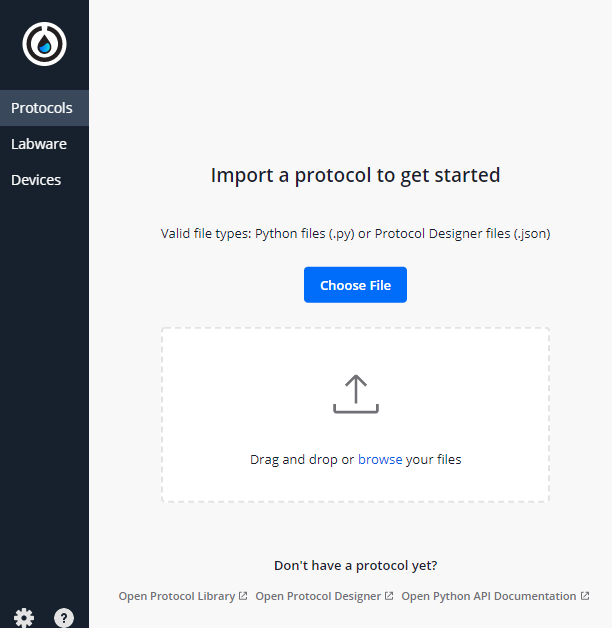 Protocols
Labware
Devices
Import a protocol to get started
Valid file types: Python files (.py) or Protocol Designer files (.json)
Choose File
Drag and drop or browse your files
Don't have a protocol yet?
Open Protocol Library Open Protocol Designer Open Python API Documentation
?